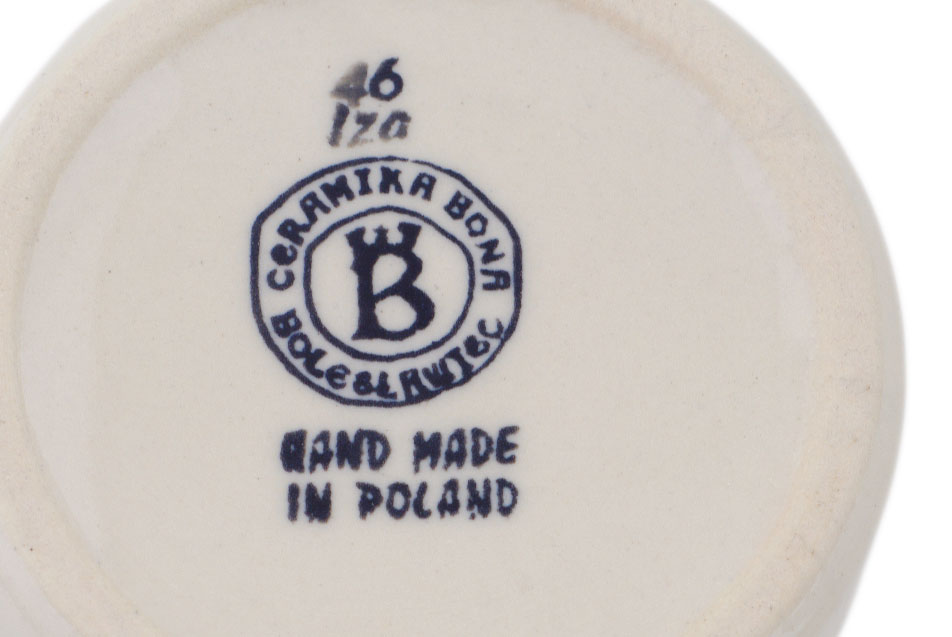 46
Iza
CERAMIKA BONA
B
BOLESŁAWIEC
HAND MADE
IN POLAND